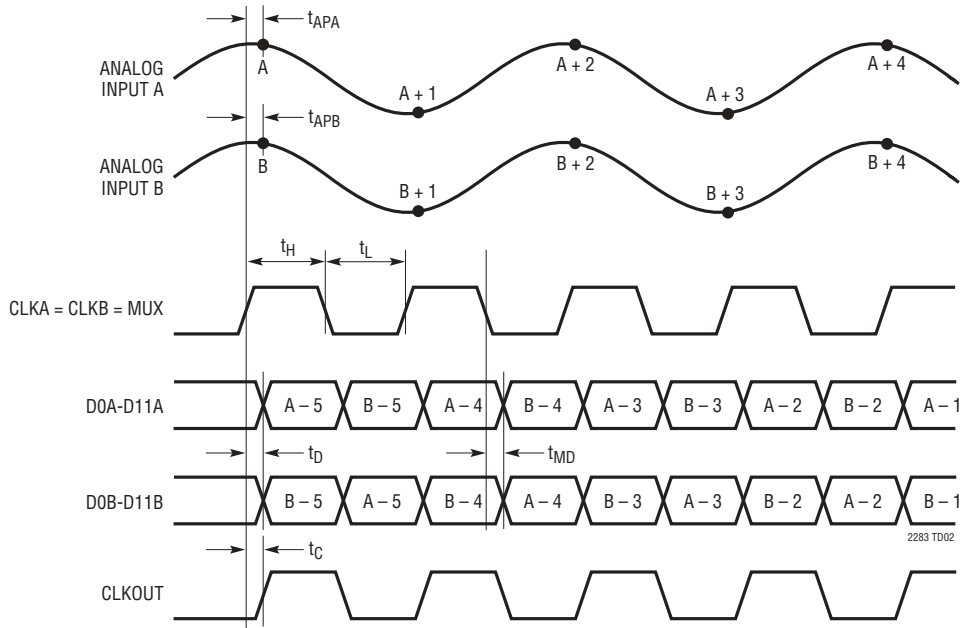 tAPA
ANALOG
INPUT A
A
A + 1
A + 2
A + 3
A + 4
tAPB
ANALOG
INPUT B
B
B + 1
B + 2
B + 3
B + 4
tH
tL
CLKA = CLKB = MUX
D0A-D11A
A – 5
B – 5
A – 4
B – 4
A – 3
B – 3
A – 2
B – 2
A – 1
tD
tMD
D0B-D11B
B – 5
A – 5
B – 4
A – 4
B – 3
A – 3
B – 2
A – 2
B – 1
2283 TD02
tC
CLKOUT